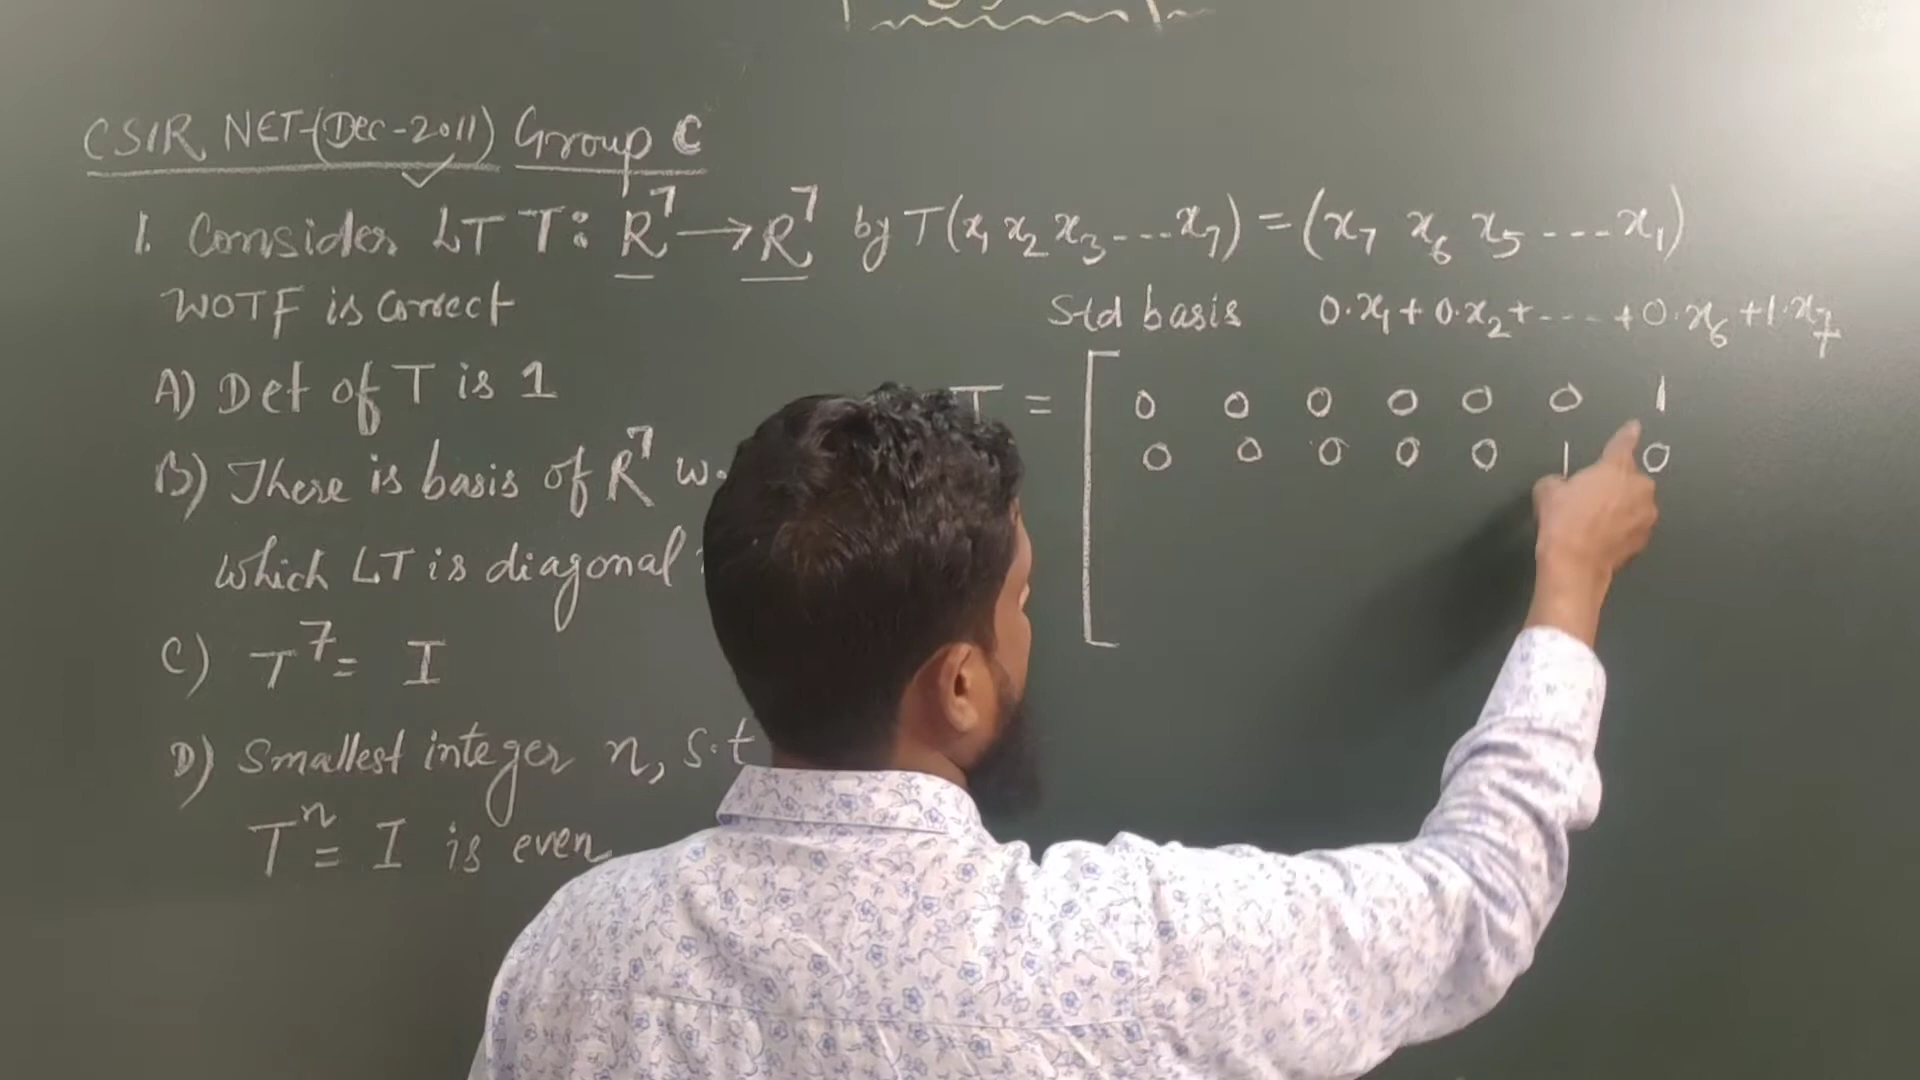 CSIR NET-(Dec-2011) Group C
1. Consider LT T: R⁷ → R⁷ by T(x₁ x₂ x₃ --- x₇) = (x₇ x₆ x₅ --- x₁)
WOTF is correct
Std basis 0·x₁ + 0·x₂ + --- + 0·x₆ + 1·x₇
A) Det of T is 1
T = [ 0 0 0 0 0 0 1
0 0 0 0 0 1 0
B) There is basis of R⁷ w.
which LT is diagonal
C) T⁷ = I
D) Smallest integer n, s.t
Tⁿ = I is even